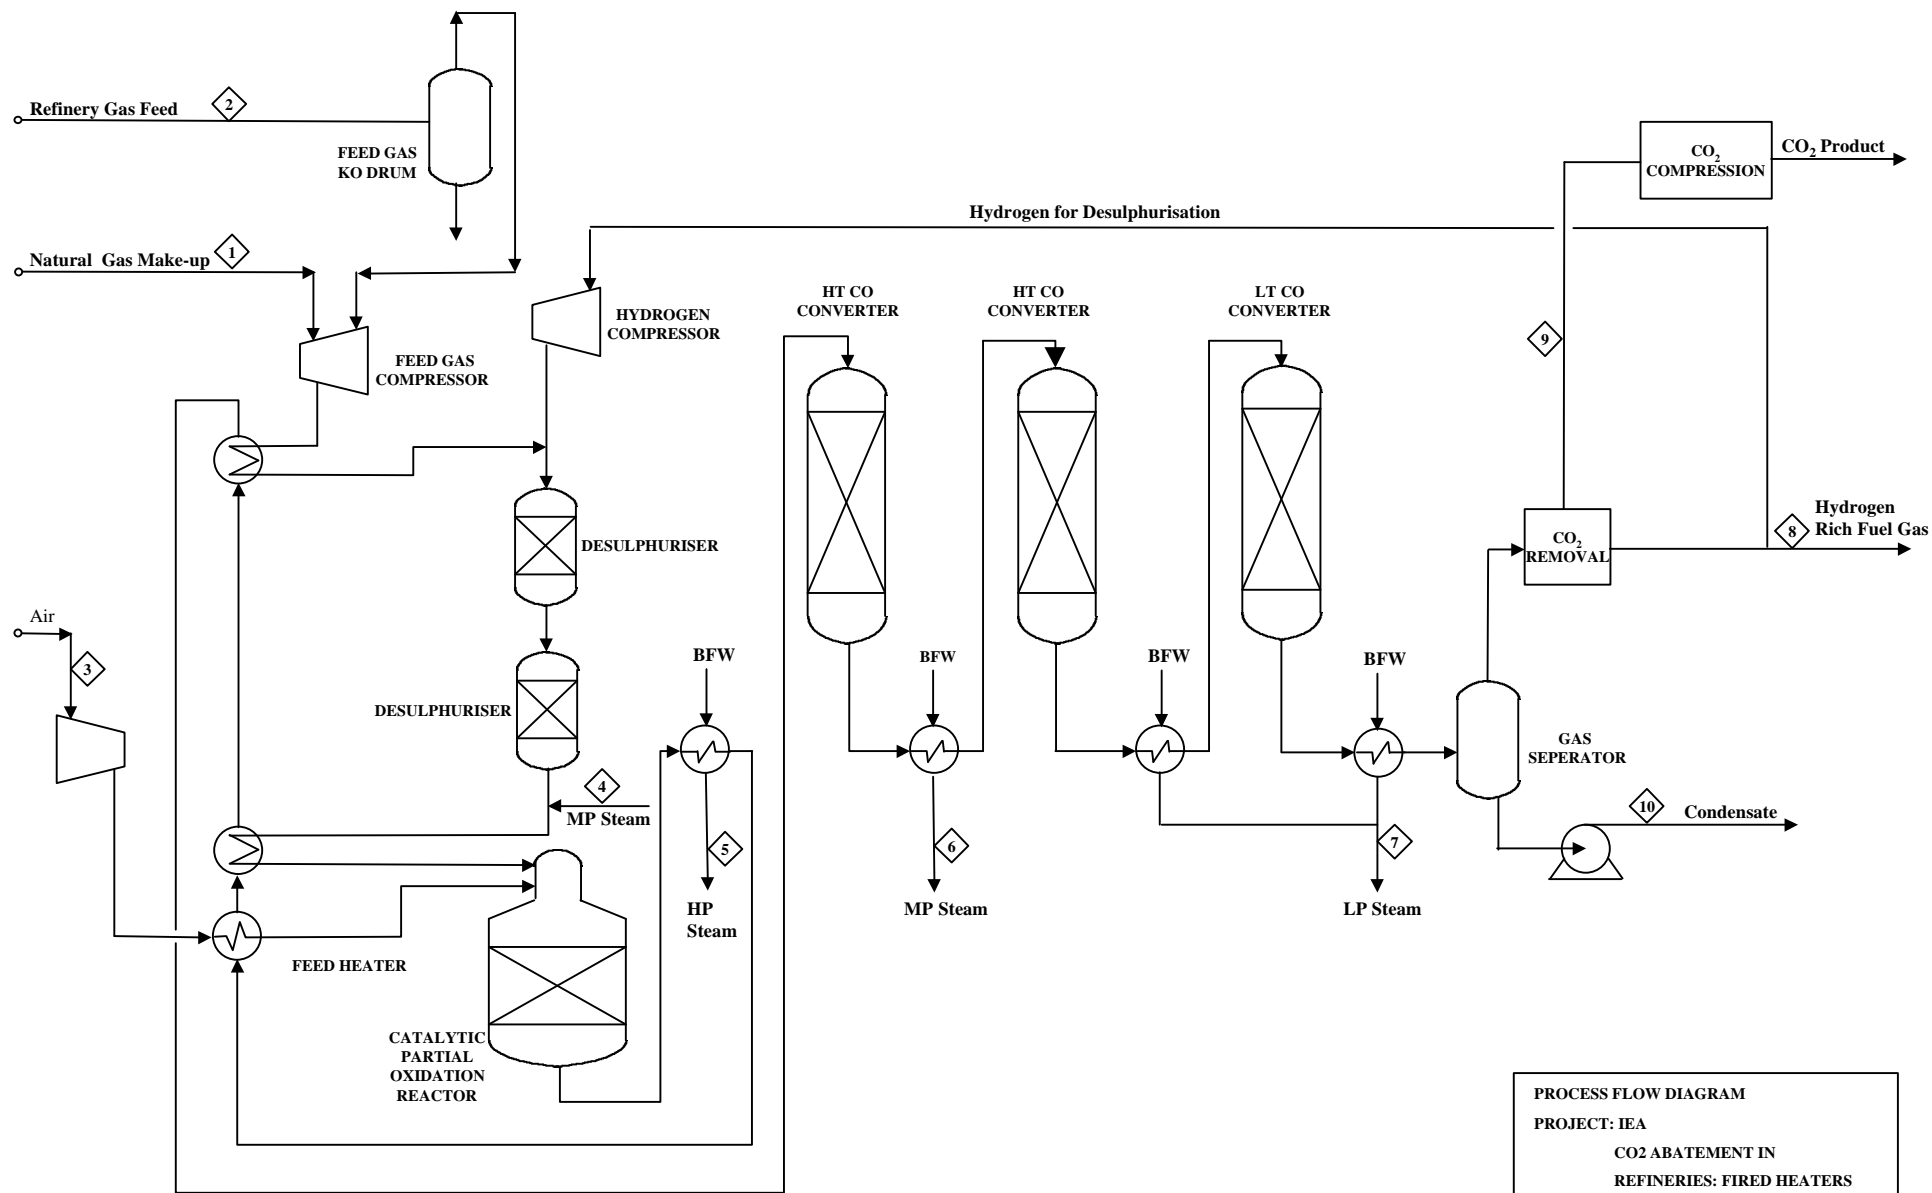 Refinery Gas Feed
2
FEED GAS
KO DRUM
CO2
COMPRESSION
CO2 Product
Hydrogen for Desulphurisation
Natural Gas Make-up
1
HYDROGEN
COMPRESSOR
FEED GAS
COMPRESSOR
HT CO
CONVERTER
HT CO
CONVERTER
LT CO
CONVERTER
9
DESULPHURISER
CO2
REMOVAL
8
Hydrogen
Rich Fuel Gas
Air
3
DESULPHURISER
BFW
BFW
BFW
BFW
GAS
SEPERATOR
4
MP Steam
5
6
7
10
Condensate
HP
Steam
MP Steam
LP Steam
FEED HEATER
CATALYTIC
PARTIAL
OXIDATION
REACTOR
PROCESS FLOW DIAGRAM
PROJECT: IEA
CO2 ABATEMENT IN
REFINERIES: FIRED HEATERS